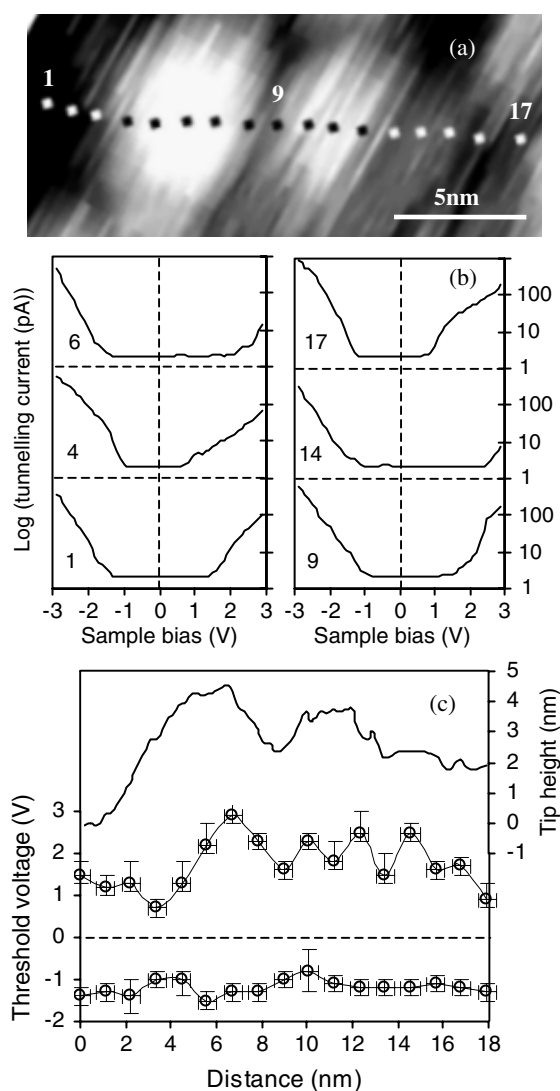 (a)
1
9
17
5nm
(b)
Log (tunnelling current (pA))
6
4
1
17
14
9
100
10
1
100
10
1
100
10
1
-3 -2 -1 0 1 2 3
-3 -2 -1 0 1 2 3
Sample bias (V)
Sample bias (V)
(c)
Threshold voltage (V)
3
2
1
0
-1
-2
5
4
3
2
1
0
-1
Tip height (nm)
0 2 4 6 8 10 12 14 16 18
Distance (nm)